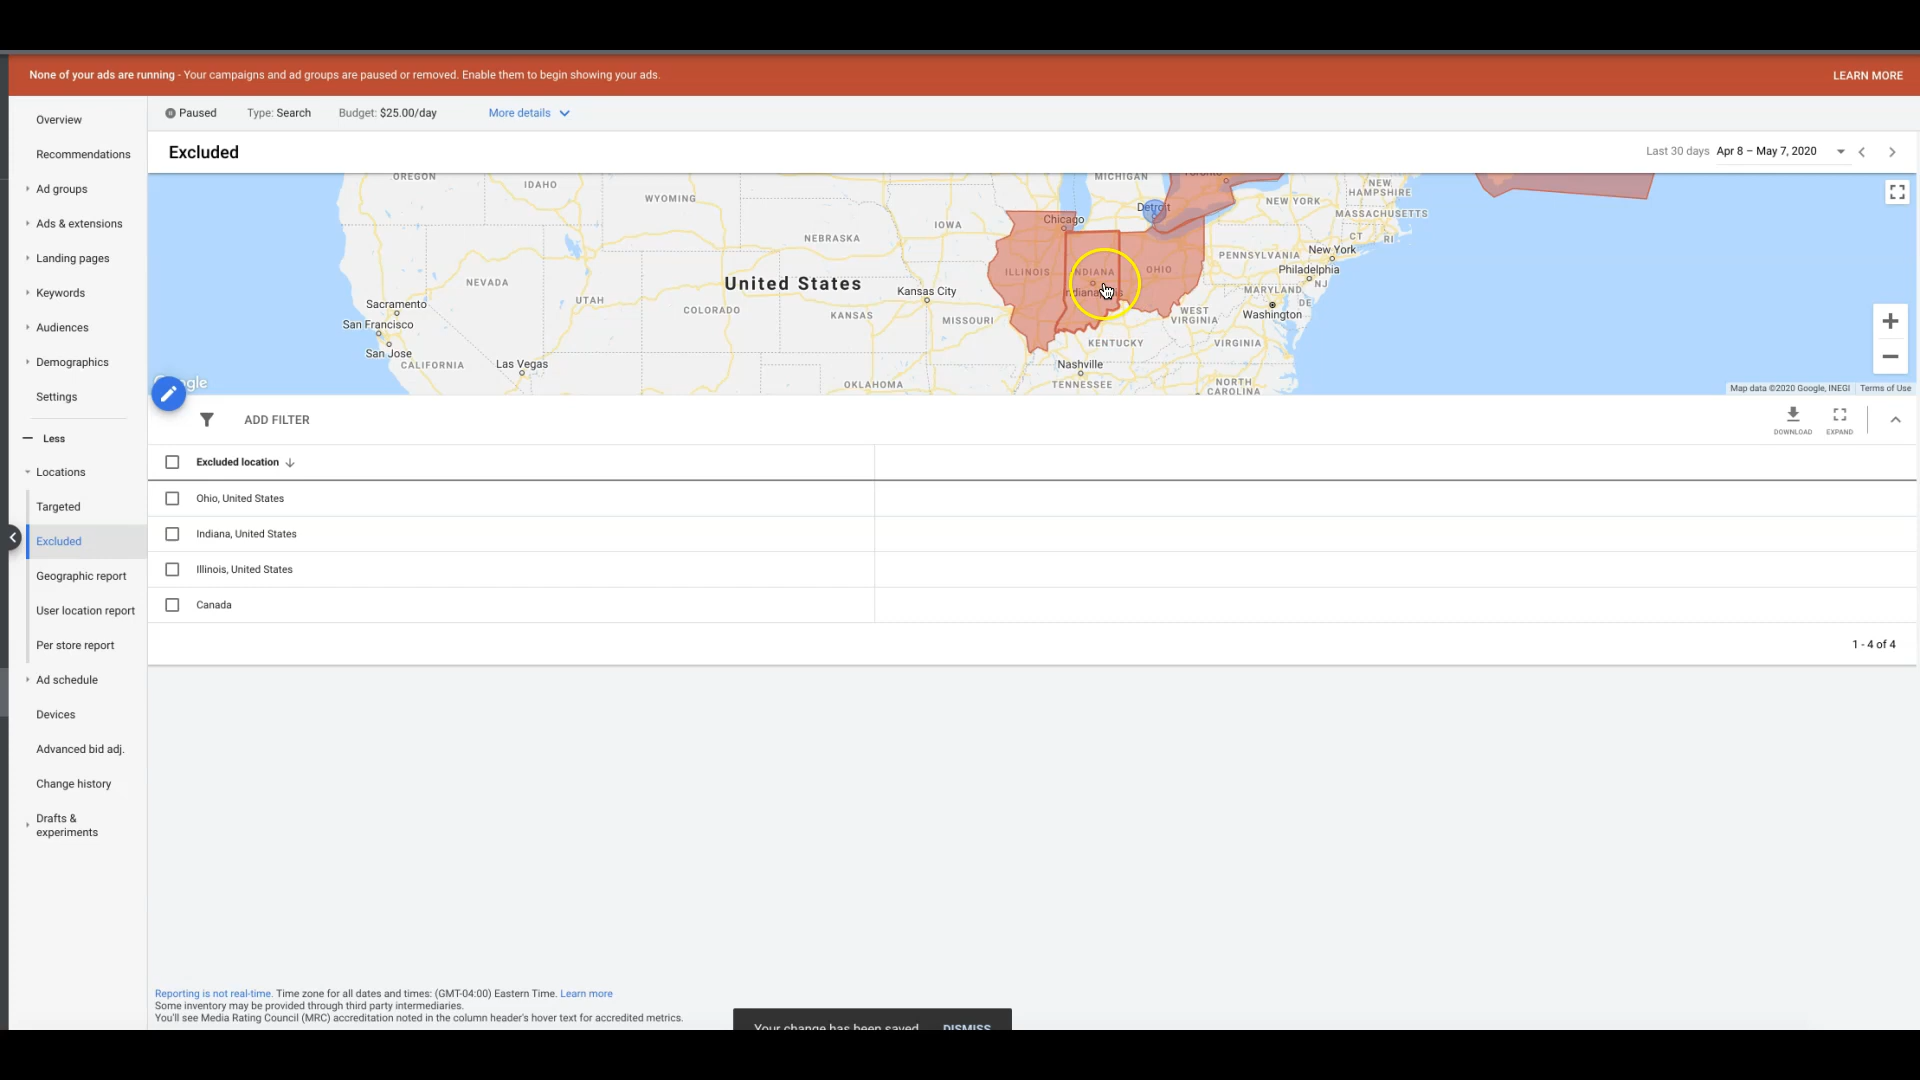 None of your ads are running - Your campaigns and ad groups are paused or removed. Enable them to begin showing your ads.
LEARN MORE
Overview
Recommendations
Ad groups
Ads & extensions
Landing pages
Keywords
Audiences
Demographics
Settings
Less
Locations
Targeted
Excluded
Geographic report
User location report
Per store report
Ad schedule
Devices
Advanced bid adj.
Change history
Drafts &
experiments
Paused
Type: Search
Budget: $25.00/day
More details
Excluded
Last 30 days
Apr 8 – May 7, 2020
OREGON
IDAHO
WYOMING
MICHIGAN
Toronto
NEW
HAMPSHIRE
NEW YORK
MASSACHUSETTS
Detroit
Chicago
IOWA
NEBRASKA
CT
RI
New York
PENNSYLVANIA
Philadelphia
NJ
ILLINOIS
INDIANA
OHIO
NEVADA
United States
Kansas City
MARYLAND
DE
Sacramento
UTAH
COLORADO
KANSAS
MISSOURI
WEST
VIRGINIA
Washington
San Francisco
KENTUCKY
VIRGINIA
San Jose
CALIFORNIA
Las Vegas
Nashville
TENNESSEE
OKLAHOMA
NORTH
CAROLINA
Map data ©2020 Google, INEGI
Terms of Use
ADD FILTER
DOWNLOAD
EXPAND
Excluded location
Ohio, United States
Indiana, United States
Illinois, United States
Canada
1 - 4 of 4
Reporting is not real-time. Time zone for all dates and times: (GMT-04:00) Eastern Time. Learn more
Some inventory may be provided through third party intermediaries.
You'll see Media Rating Council (MRC) accreditation noted in the column header's hover text for accredited metrics.
Your change has been saved
DISMISS